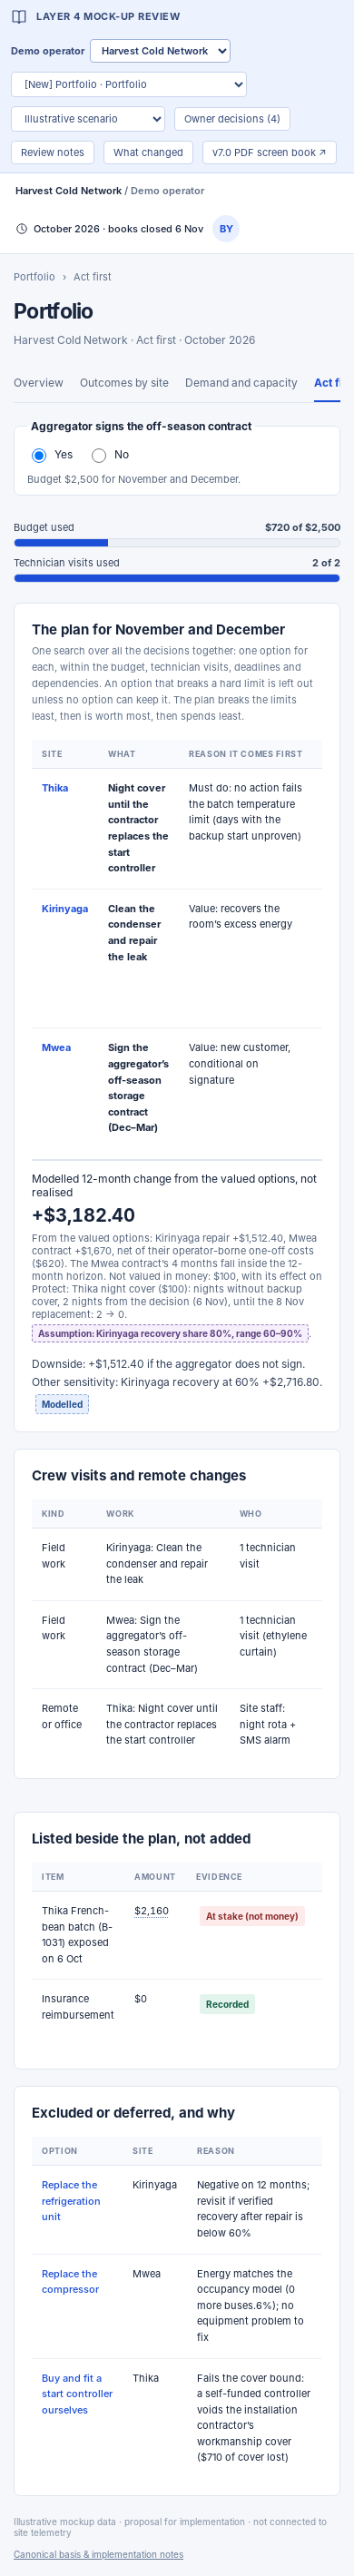 LAYER 4 MOCK-UP REVIEW
Demo operator Harvest Cold Network
[New] Portfolio · Portfolio
Illustrative scenario Owner decisions (4)
Review notes What changed v7.0 PDF screen book ↗
Harvest Cold Network / Demo operator
October 2026 · books closed 6 Nov BY
Portfolio › Act first
Portfolio
Harvest Cold Network · Act first · October 2026
Overview Outcomes by site Demand and capacity Act fi
Aggregator signs the off-season contract
Yes No
Budget $2,500 for November and December.
Budget used $720 of $2,500
Technician visits used 2 of 2
The plan for November and December
One search over all the decisions together: one option for
each, within the budget, technician visits, deadlines and
dependencies. An option that breaks a hard limit is left out
unless no option can keep it. The plan breaks the limits
least, then is worth most, then spends least.
SITE WHAT REASON IT COMES FIRST
Thika Night cover until the contractor replaces the start controller Must do: no action fails the batch temperature limit (days with the backup start unproven)
Kirinyaga Clean the condenser and repair the leak Value: recovers the room's excess energy
Mwea Sign the aggregator's off-season storage contract (Dec–Mar) Value: new customer, conditional on signature
Modelled 12-month change from the valued options, not
realised
+$3,182.40
From the valued options: Kirinyaga repair +$1,512.40, Mwea
contract +$1,670, net of their operator-borne one-off costs
($620). The Mwea contract's 4 months fall inside the 12-
month horizon. Not valued in money: $100, with its effect on
Protect: Thika night cover ($100): nights without backup
cover, 2 nights from the decision (6 Nov), until the 8 Nov
replacement: 2 → 0.
Assumption: Kirinyaga recovery share 80%, range 60–90% .
Downside: +$1,512.40 if the aggregator does not sign.
Other sensitivity: Kirinyaga recovery at 60% +$2,716.80.
Modelled
Crew visits and remote changes
KIND WORK WHO
Field work Kirinyaga: Clean the condenser and repair the leak 1 technician visit
Field work Mwea: Sign the aggregator's off-season storage contract (Dec–Mar) 1 technician visit (ethylene curtain)
Remote or office Thika: Night cover until the contractor replaces the start controller Site staff: night rota + SMS alarm
Listed beside the plan, not added
ITEM AMOUNT EVIDENCE
Thika French-bean batch (B-1031) exposed on 6 Oct $2,160 At stake (not money)
Insurance reimbursement $0 Recorded
Excluded or deferred, and why
OPTION SITE REASON
Replace the refrigeration unit Kirinyaga Negative on 12 months; revisit if verified recovery after repair is below 60%
Replace the compressor Mwea Energy matches the occupancy model (0 more buses.6%); no equipment problem to fix
Buy and fit a start controller ourselves Thika Fails the cover bound: a self-funded controller voids the installation contractor's workmanship cover ($710 of cover lost)
Illustrative mockup data · proposal for implementation · not connected to
site telemetry
Canonical basis & implementation notes